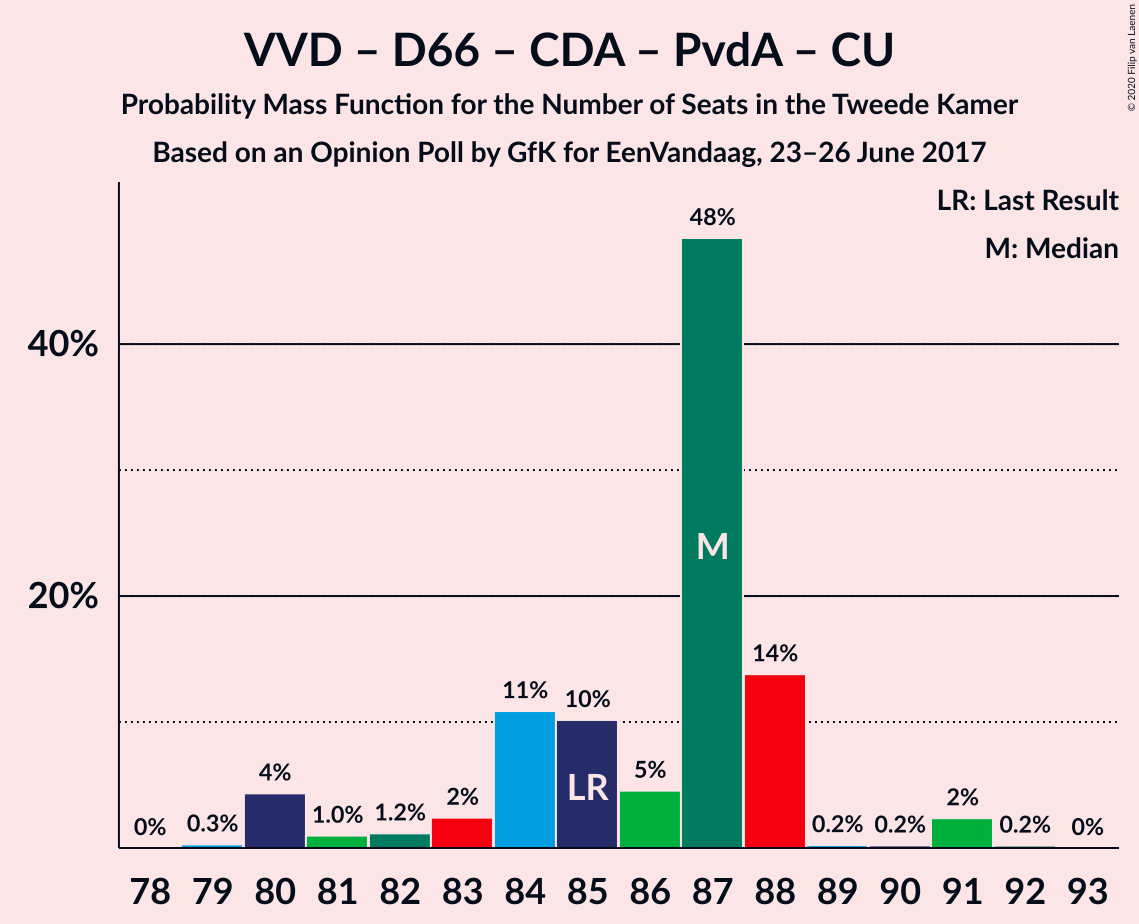 VVD – D66 – CDA – PvdA – CU
Probability Mass Function for the Number of Seats in the Tweede Kamer
Based on an Opinion Poll by GfK for EenVandaag, 23–26 June 2017
© 2020 Filip van Laenen
LR: Last Result
M: Median
48%
40%
M
20%
14%
11%
10%
LR
5%
4%
2%
2%
1.0%
1.2%
0%
0.3%
0.2%
0.2%
0.2%
0%
78 79 80 81 82 83 84 85 86 87 88 89 90 91 92 93